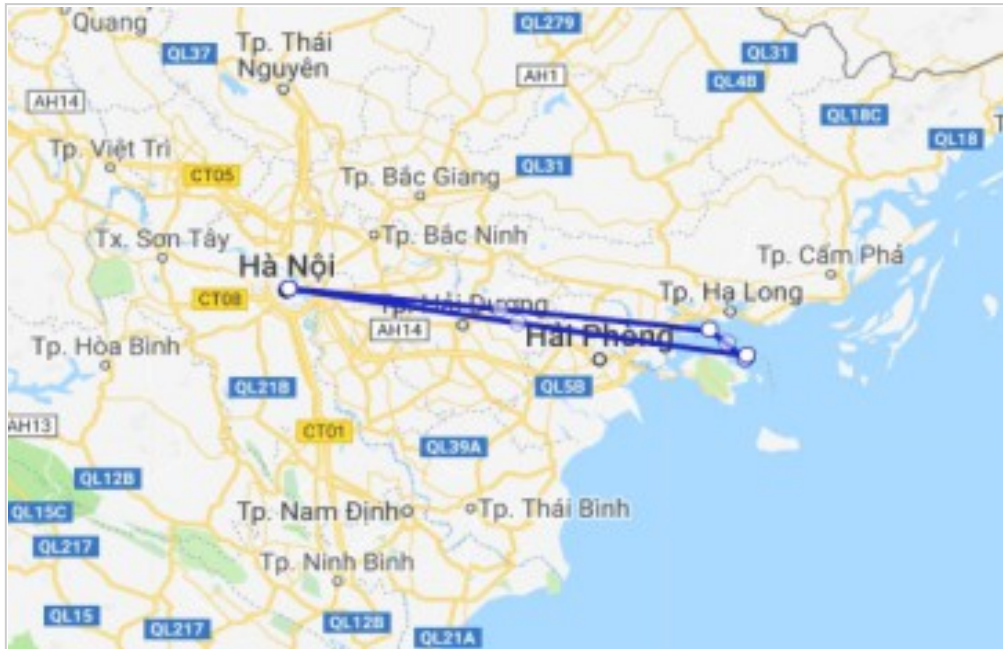 Quang
QL37
Tp. Thái
Nguyên
QL279
QL31
AH1
QL4B
AH14
QL18C
QL18
Tp. Việt Trì
CT05
QL31
Tp. Bắc Giang
Tx. Sơn Tây
Tp. Bắc Ninh
Tp. Cẩm Phả
Hà Nội
CT08
Tp. Hạ Long
Tp. Hải Dương
AH14
Hải Phòng
Tp. Hòa Bình
QL21B
QL5B
AH13
CT01
QL39A
QL12B
QL15C
Tp. Nam Định
Tp. Thái Bình
QL217
Tp. Ninh Bình
QL15
QL217
QL12B
QL21A